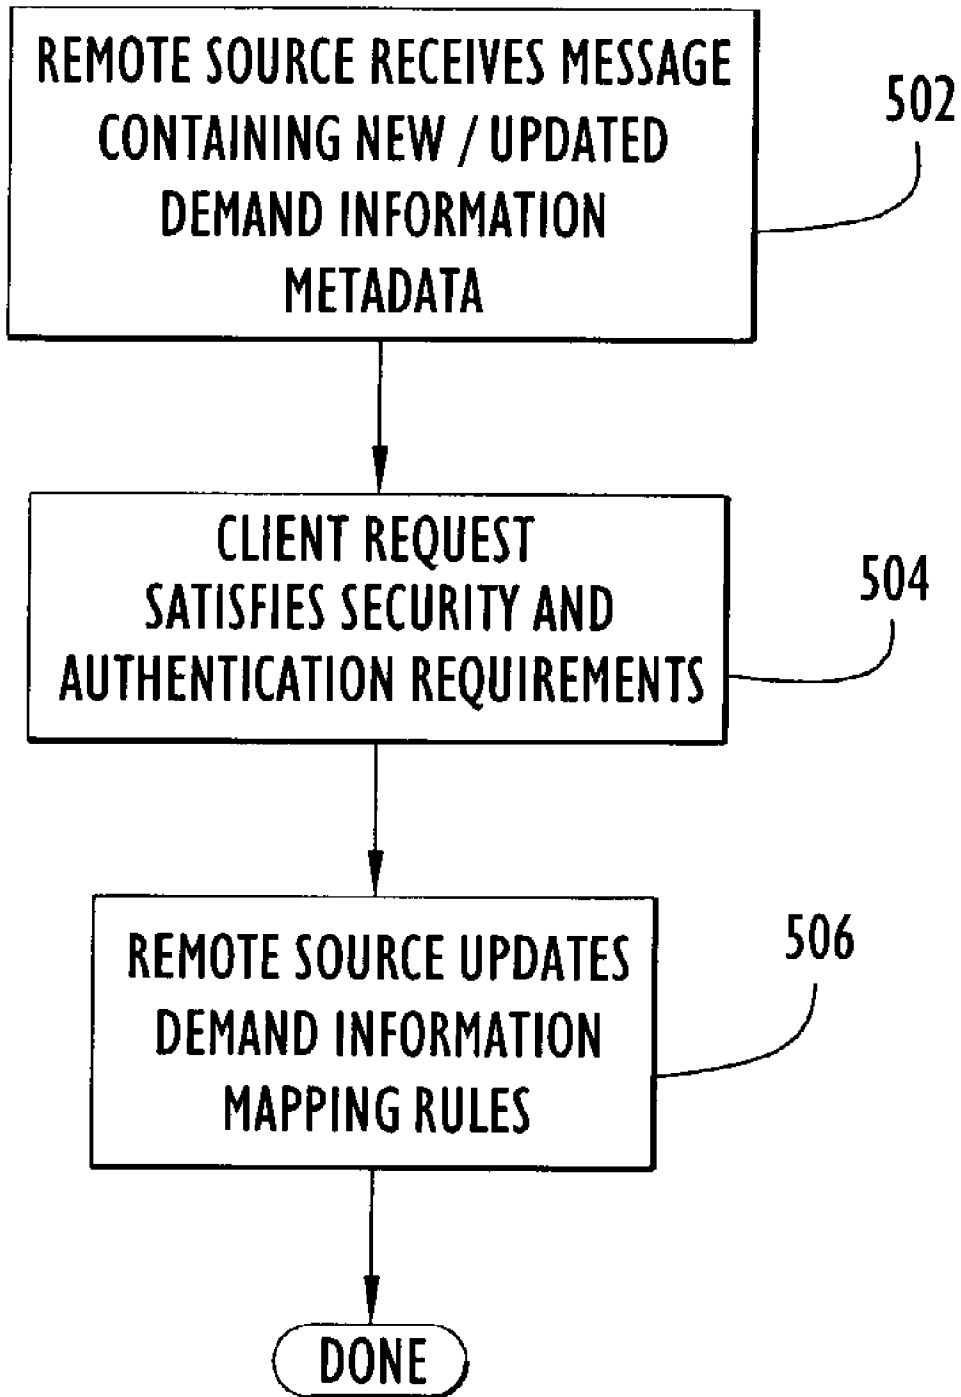 REMOTE SOURCE RECEIVES MESSAGE
CONTAINING NEW / UPDATED
DEMAND INFORMATION
METADATA
502
CLIENT REQUEST
SATISFIES SECURITY AND
AUTHENTICATION REQUIREMENTS
504
REMOTE SOURCE UPDATES
DEMAND INFORMATION
MAPPING RULES
506
DONE